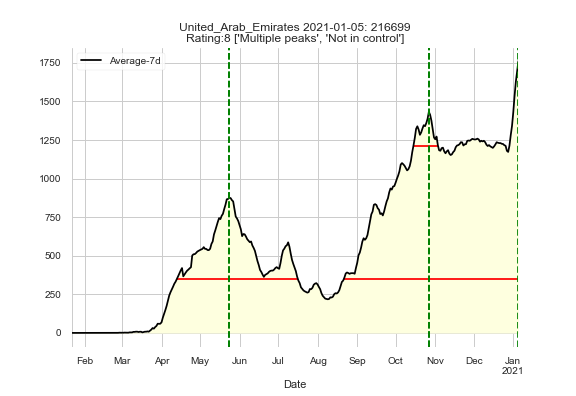 United_Arab_Emirates 2021-01-05: 216699
Rating:8 ['Multiple peaks', 'Not in control']
Average-7d
1750
1500
1250
1000
750
500
250
0
Feb Mar Apr May Jun Jul Aug Sep Oct Nov Dec Jan
2021
Date